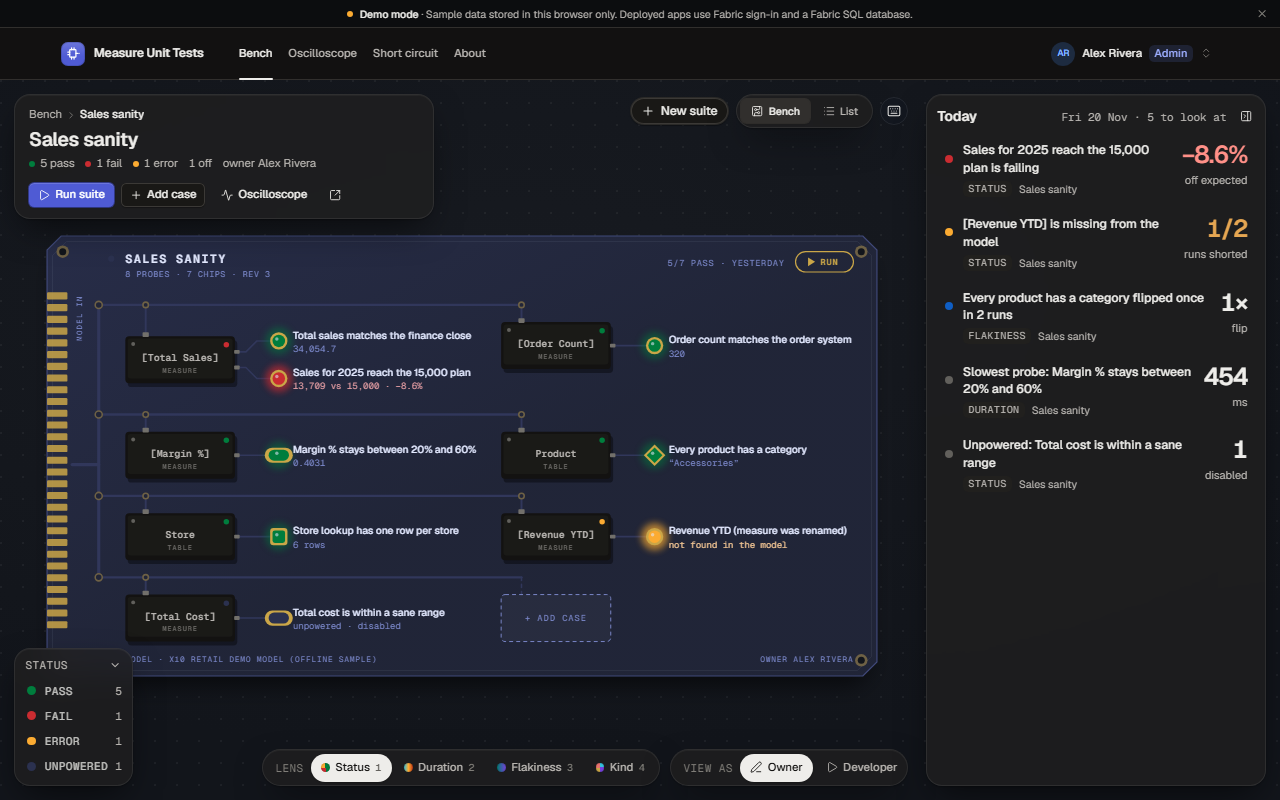 Demo mode · Sample data stored in this browser only. Deployed apps use Fabric sign-in and a Fabric SQL database.
Measure Unit Tests
Bench
Oscilloscope
Short circuit
About
AR
Alex Rivera
Admin
Bench > Sales sanity
Sales sanity
5 pass 1 fail 1 error 1 off owner Alex Rivera
Run suite
+ Add case
Oscilloscope
+ New suite
Bench
List
SALES SANITY
8 PROBES · 7 CHIPS · REV 3
5/7 PASS · YESTERDAY
RUN
MODEL IN
[Total Sales]
MEASURE
Total sales matches the finance close
34,054.7
Sales for 2025 reach the 15,000 plan
13,709 vs 15,000 · −8.6%
[Order Count]
MEASURE
Order count matches the order system
320
[Margin %]
MEASURE
Margin % stays between 20% and 60%
0.4031
Product
TABLE
Every product has a category
"Accessories"
Store
TABLE
Store lookup has one row per store
6 rows
[Revenue YTD]
MEASURE
Revenue YTD (measure was renamed)
not found in the model
[Total Cost]
MEASURE
Total cost is within a sane range
unpowered · disabled
+ ADD CASE
ODEL · X10 RETAIL DEMO MODEL (OFFLINE SAMPLE)
OWNER ALEX RIVERA
STATUS
PASS 5
FAIL 1
ERROR 1
UNPOWERED 1
LENS
Status 1
Duration 2
Flakiness 3
Kind 4
VIEW AS
Owner
Developer
Today
Fri 20 Nov · 5 to look at
Sales for 2025 reach the 15,000
plan is failing
STATUS Sales sanity
−8.6%
off expected
[Revenue YTD] is missing from the
model
STATUS Sales sanity
1/2
runs shorted
Every product has a category flipped once
in 2 runs
FLAKINESS Sales sanity
1×
flip
Slowest probe: Margin % stays between
20% and 60%
DURATION Sales sanity
454
ms
Unpowered: Total cost is within a sane
range
STATUS Sales sanity
1
disabled